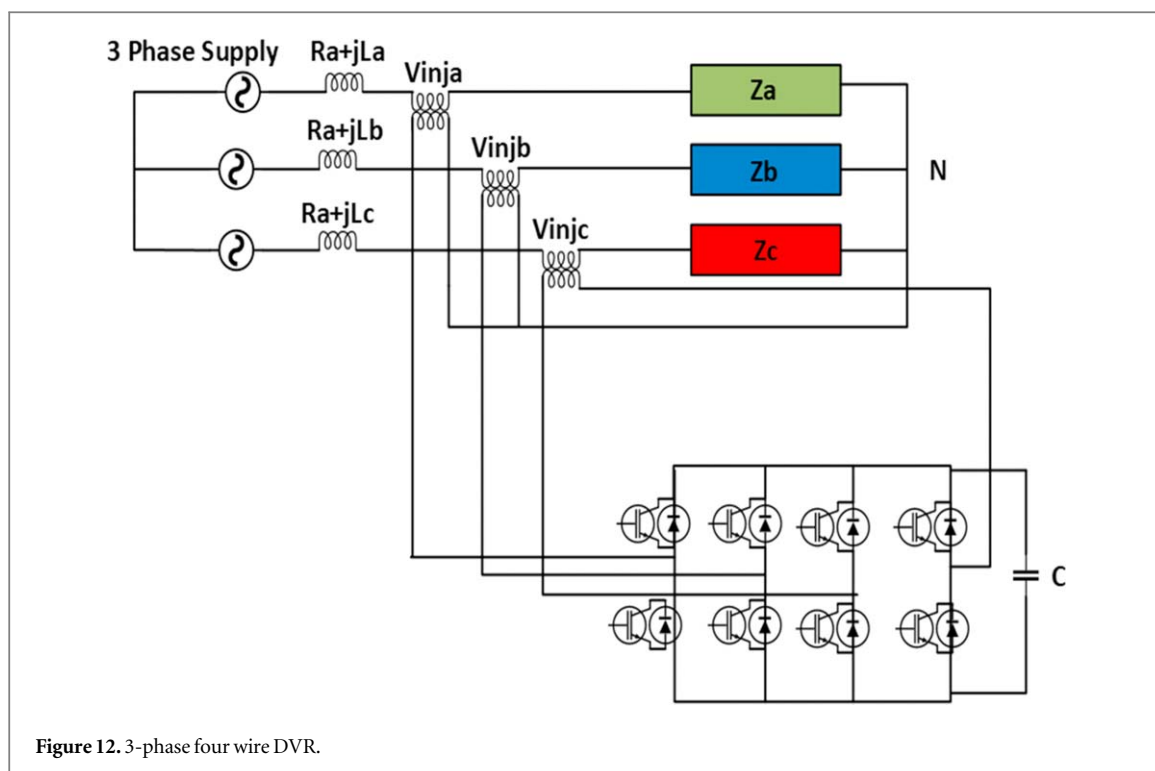 3 Phase Supply
Ra+jLa
Vinja
Za
Ra+jLb
Vinjb
Zb
N
Ra+jLc
Vinjc
Zc
C
Figure 12. 3-phase four wire DVR.